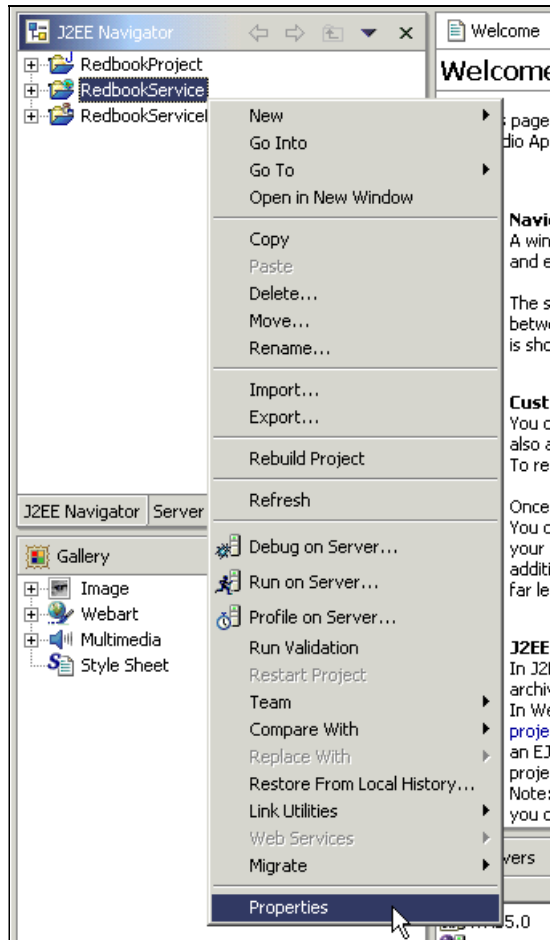 J2EE Navigator
RedbookProject
RedbookService
RedbookService
New
Go Into
Go To
Open in New Window
Copy
Paste
Delete...
Move...
Rename...
Import...
Export...
Rebuild Project
Refresh
Debug on Server...
Run on Server...
Profile on Server...
Run Validation
Restart Project
Team
Compare With
Replace With
Restore From Local History...
Link Utilities
Web Services
Migrate
Properties
J2EE Navigator Server
Gallery
Image
Webart
Multimedia
Style Sheet
Welcome
Welcome
page
dio Ap
Navi
A win
and e
The s
betwe
is sho
Cust
You c
also a
To re
Once
You c
your
additi
far le
J2EE
In J2
archiv
In We
proje
an EJ
proje
Note:
you c
vers
5.0